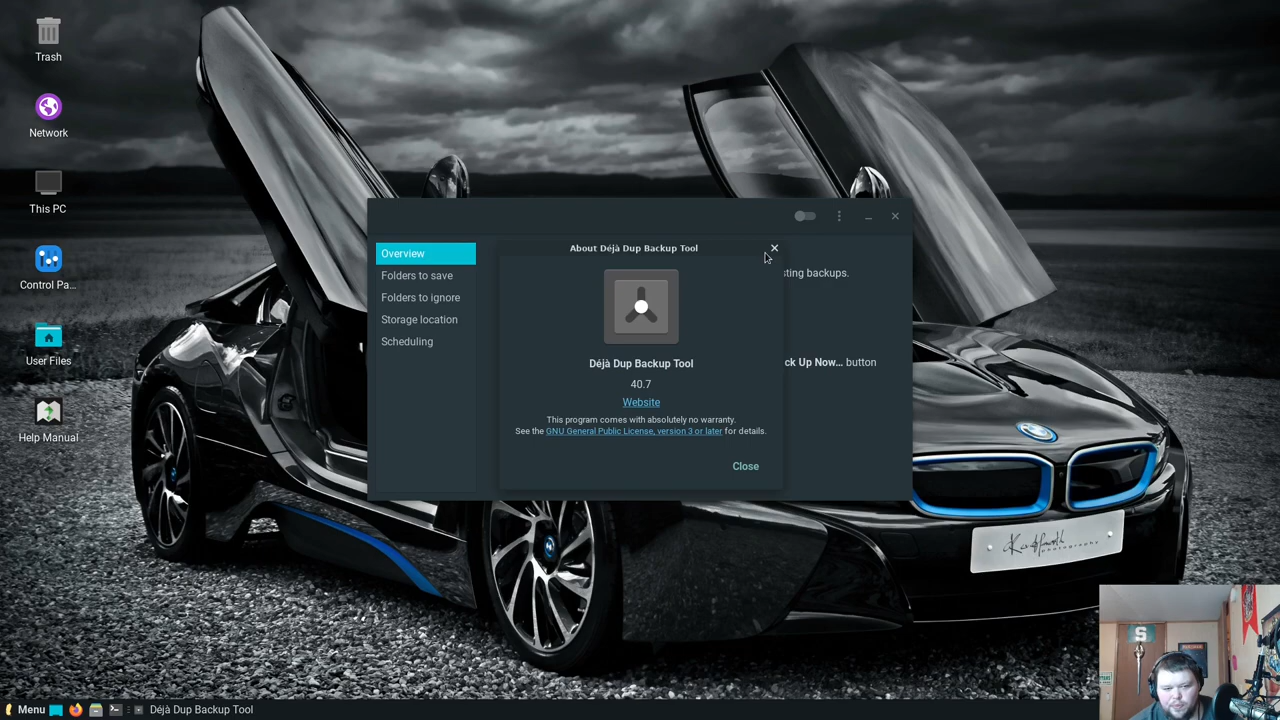 Trash
Network
This PC
Control Pa...
User Files
Help Manual
Overview
Folders to save
Folders to ignore
Storage location
Scheduling
sting backups.
ck Up Now... button
About Déjà Dup Backup Tool
Déjà Dup Backup Tool
40.7
Website
This program comes with absolutely no warranty.
See the GNU General Public License, version 3 or later for details.
Close
photography
S
Menu
Déjà Dup Backup Tool